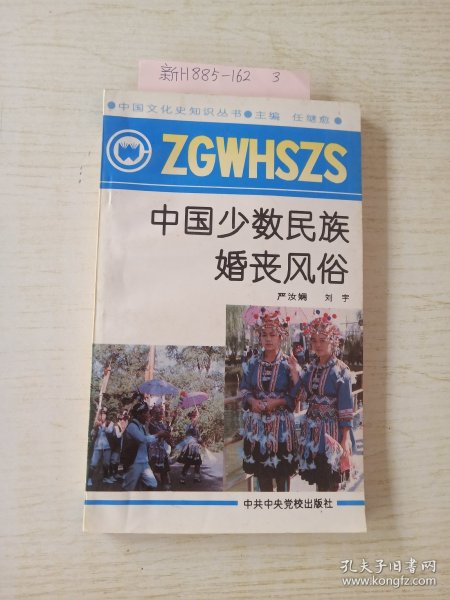 新H885-162 3
●中国文化史知识丛书●主编 任继愈●
ZGWHSZS
中国少数民族
婚丧风俗
严汝娴 刘宇
中共中央党校出版社
孔夫子旧书网
www.kongfz.com